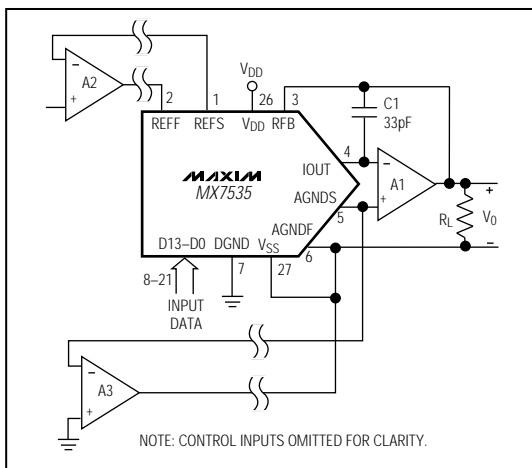 A2
−
+
2
1
VDD
26
3
C1
33pF
REFF
REFS
VDD
RFB
4
IOUT
MAXIM
MX7535
−
A1
+
AGNDS
5
AGNDF
6
RL
+
VO
−
D13–D0
DGND
VSS
8–21
7
27
INPUT
DATA
−
A3
+
NOTE: CONTROL INPUTS OMITTED FOR CLARITY.